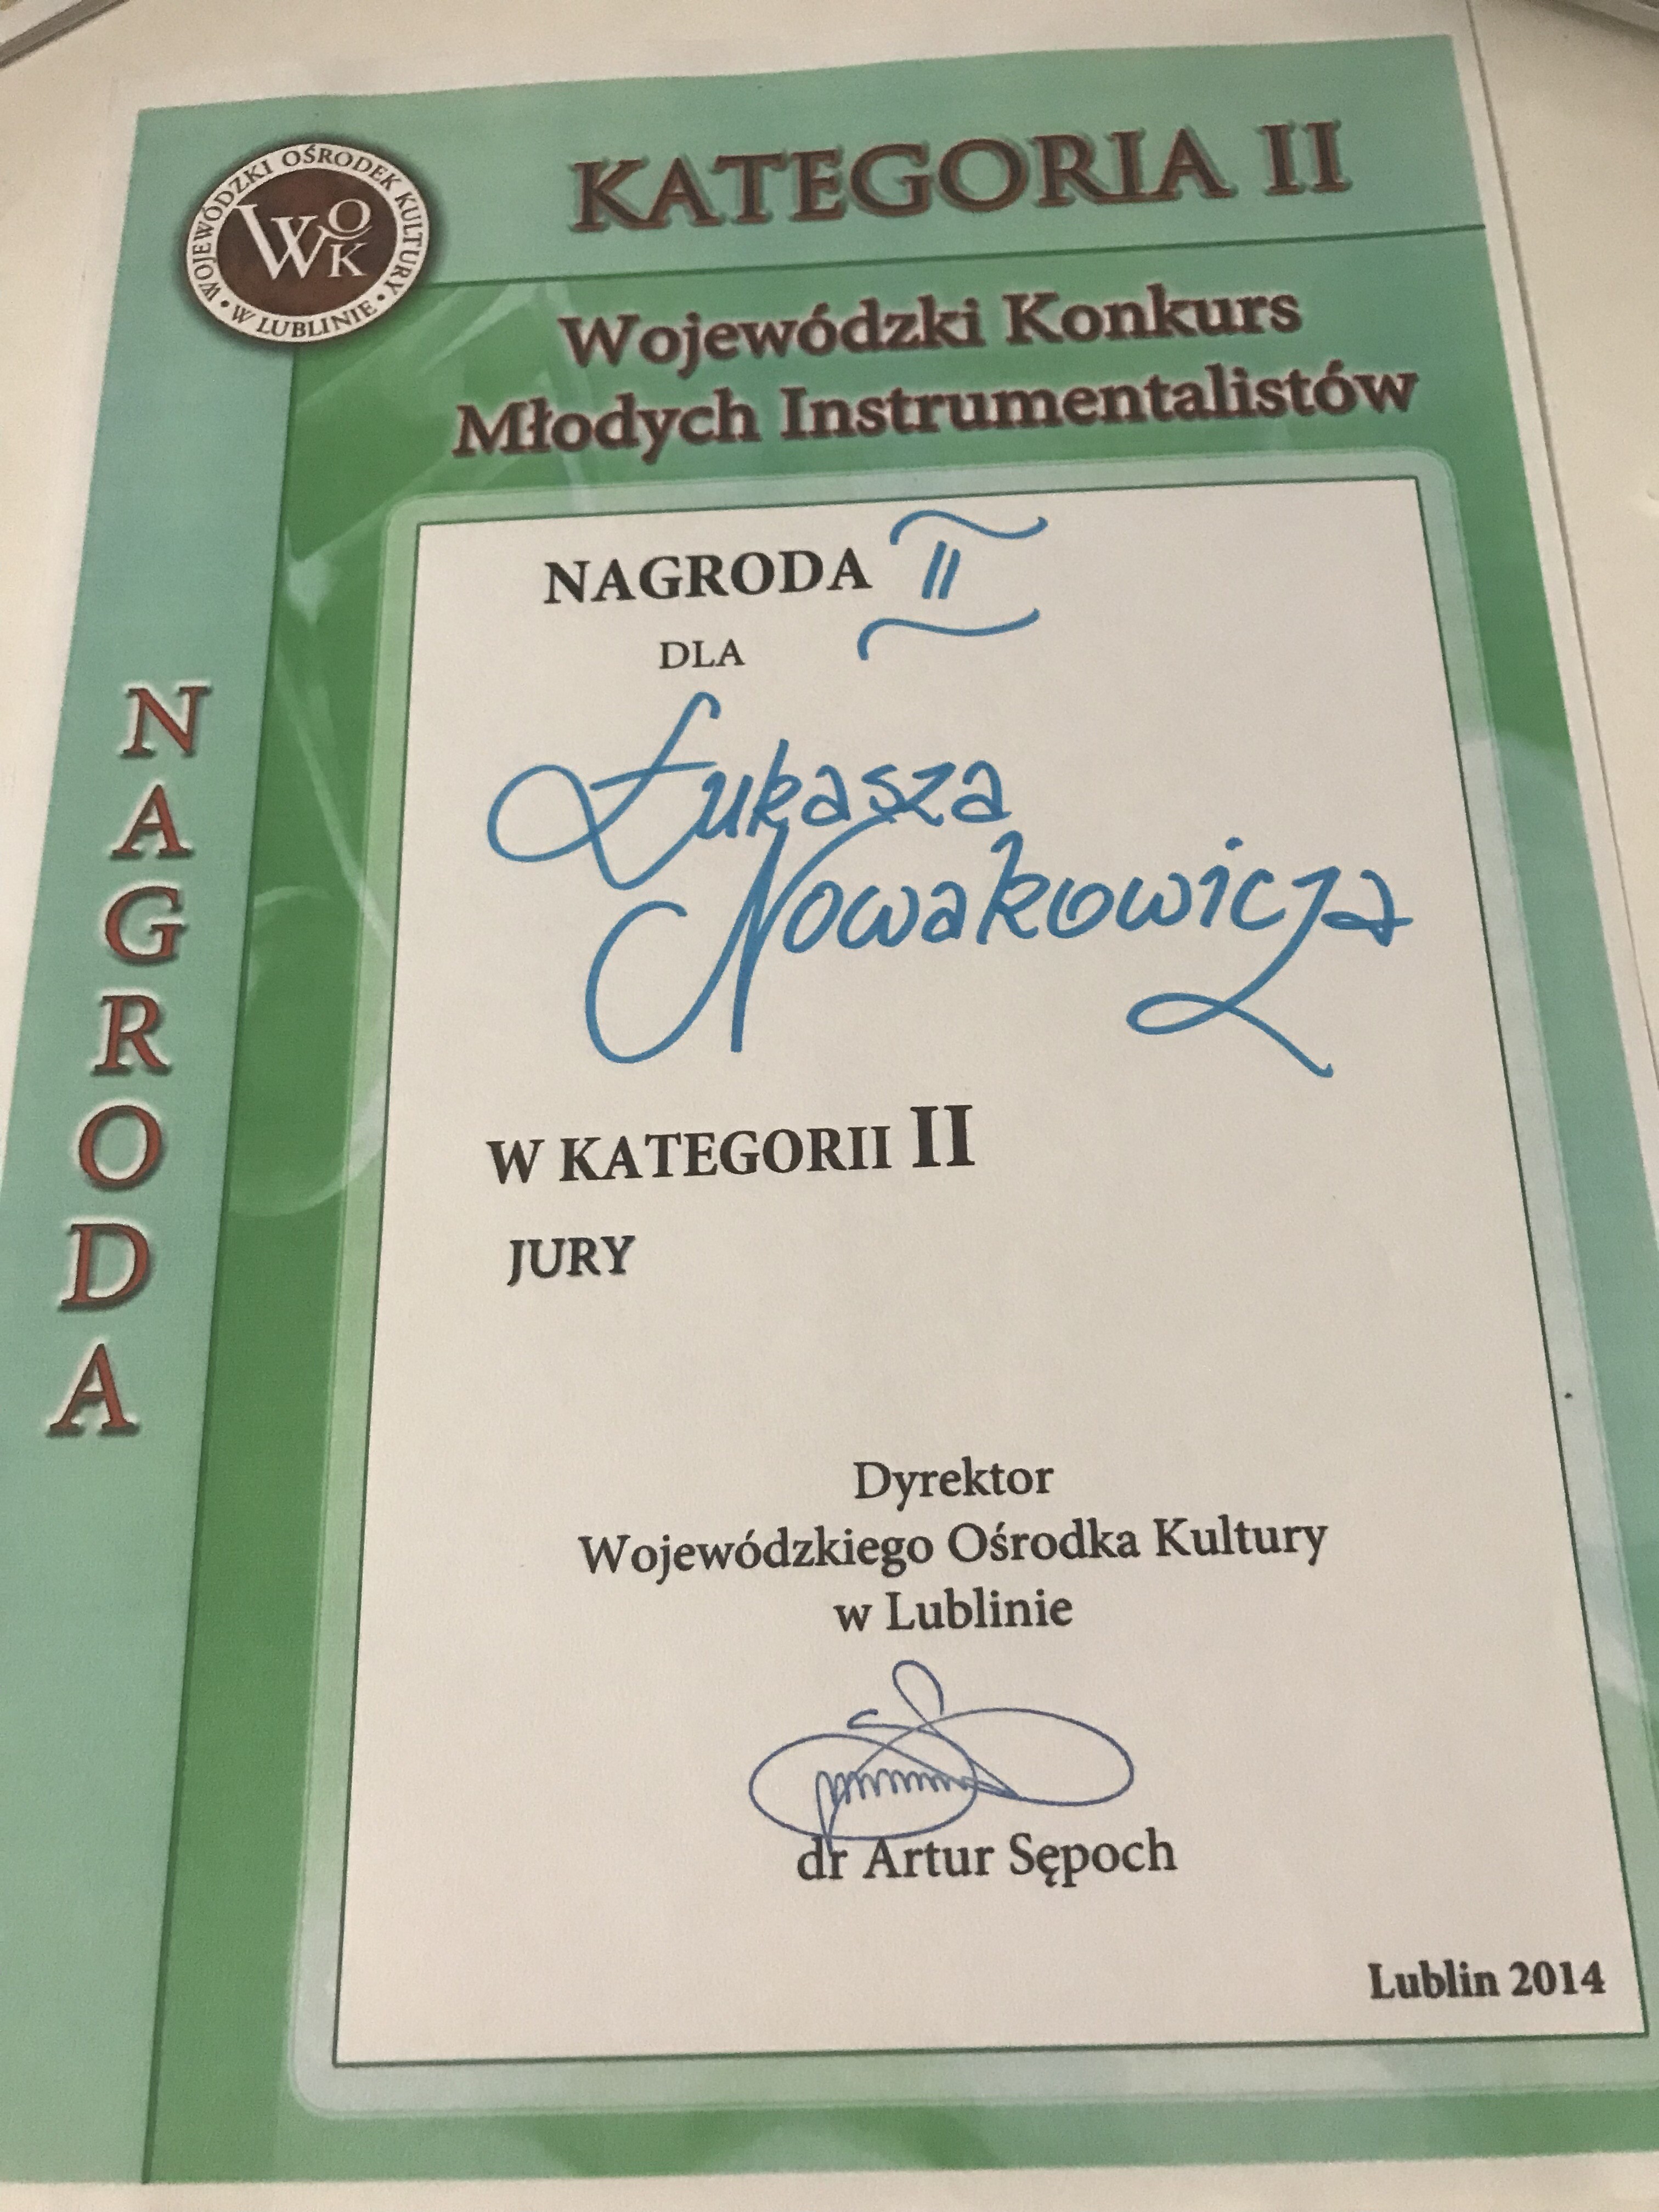 WOJEWÓDZKI OŚRODEK KULTURY
• W LUBLINIE •
WOK
KATEGORIA II
Wojewódzki Konkurs
Młodych Instrumentalistów
NAGRODA
NAGRODA II
DLA
Łukasza
Nowakowicza
W KATEGORII II
JURY
Dyrektor
Wojewódzkiego Ośrodka Kultury
w Lublinie
dr Artur Sępoch
Lublin 2014